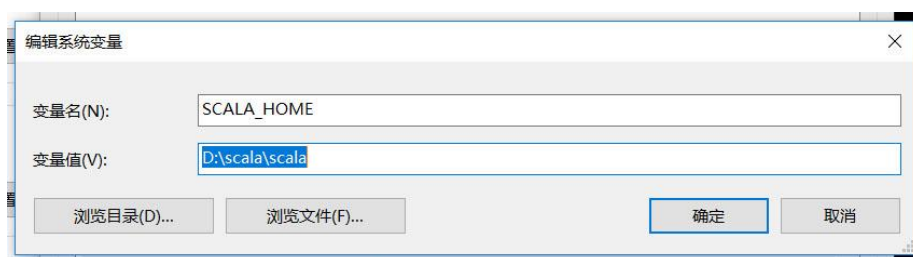 编辑系统变量
变量名(N):
SCALA_HOME
变量值(V):
D:\scala\scala
浏览目录(D)...
浏览文件(F)...
确定
取消